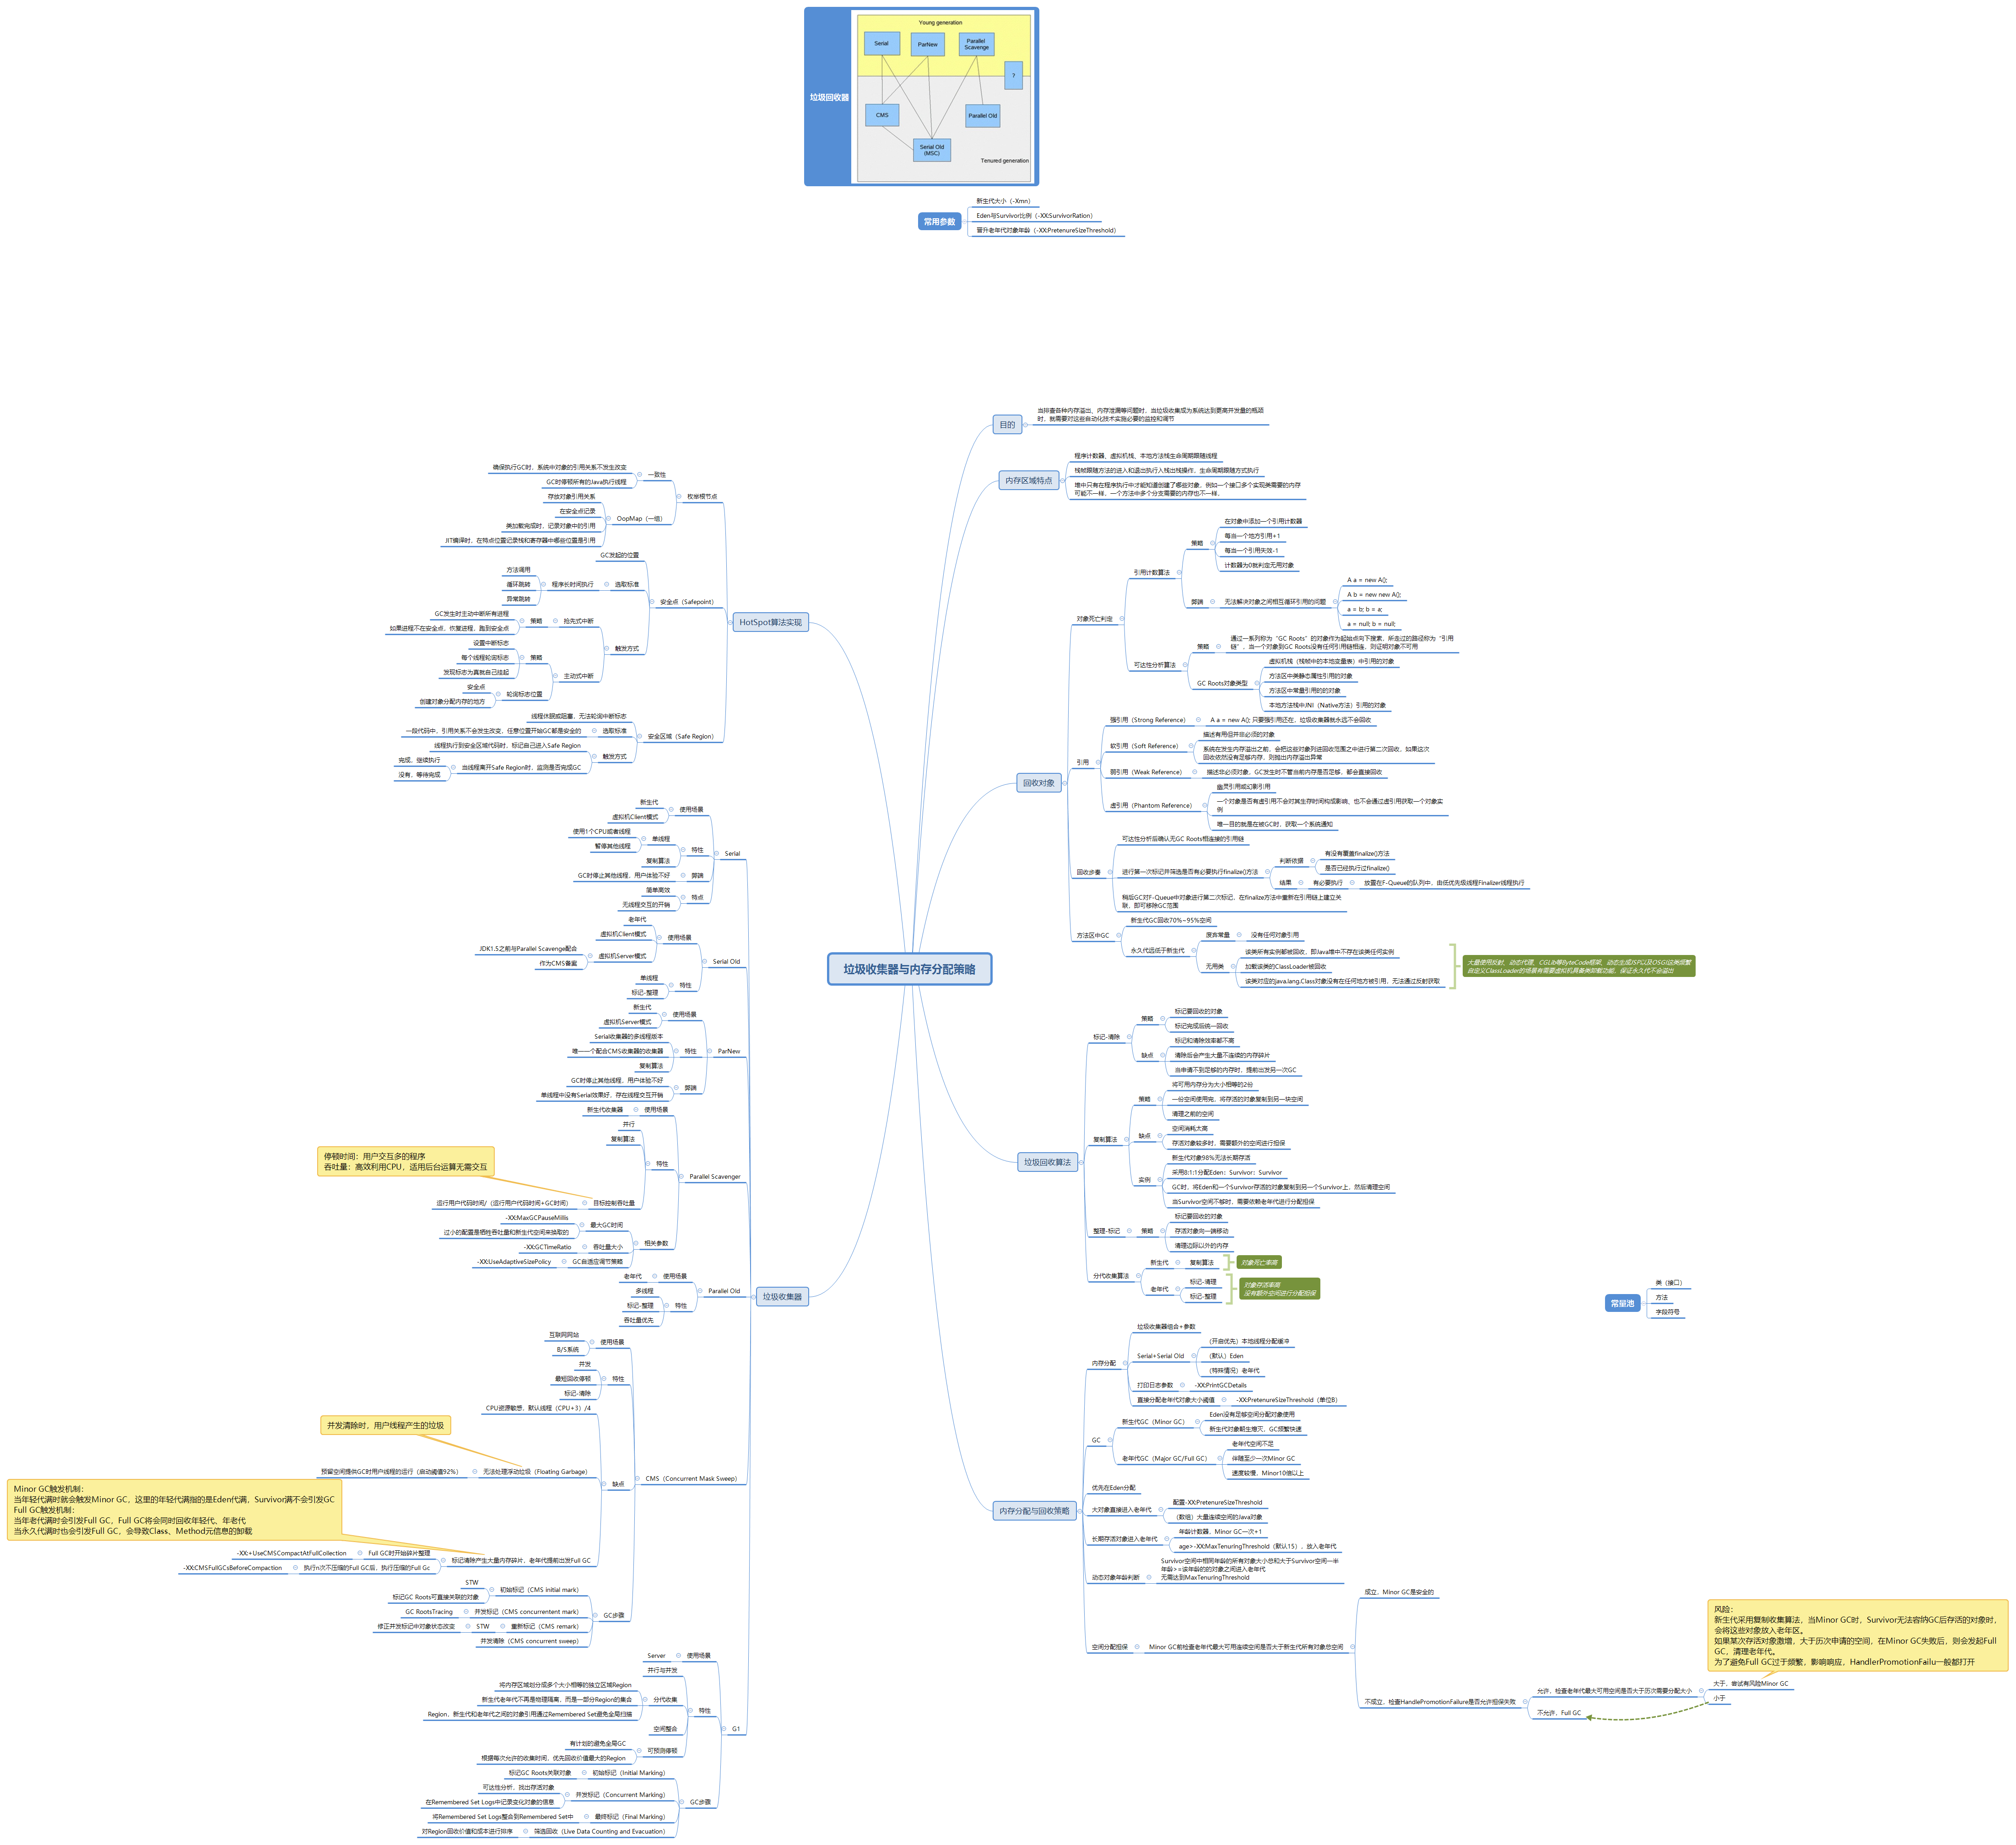 垃圾回收器
Young generation
Serial
ParNew
Parallel
Scavenge
?
CMS
Parallel Old
Serial Old
(MSC)
Tenured generation
常用参数
新生代大小（-Xmn）
Eden与Survivor比例（-XX:SurvivorRation）
晋升老年代对象年龄（-XX:PretenureSizeThreshold）
垃圾收集器与内存分配策略
目的
当排查各种内存溢出、内存泄漏等问题时，当垃圾收集成为系统达到更高并发量的瓶颈
时，就需要对这些自动化技术实施必要的监控和调节
内存区域特点
程序计数器、虚拟机栈、本地方法栈生命周期跟随线程
栈帧跟随方法的进入和退出执行入栈出栈操作，生命周期跟随方式执行
堆中只有在程序执行中才能知道创建了哪些对象，例如一个接口多个实现类需要的内存
可能不一样，一个方法中多个分支需要的内存也不一样。
回收对象
对象死亡判定
引用计数算法
策略
在对象中添加一个引用计数器
每当一个地方引用+1
每当一个引用失效-1
计数器为0就判定无用对象
弊端
无法解决对象之间相互循环引用的问题
A a = new A();
A b = new new A();
a = b; b = a;
a = null; b = null;
可达性分析算法
策略
通过一系列称为“GC Roots”的对象作为起始点向下搜素，所走过的路径称为“引用
链”，当一个对象到GC Roots没有任何引用链相连，则证明对象不可用
GC Roots对象类型
虚拟机栈（栈帧中的本地变量表）中引用的对象
方法区中类静态属性引用的对象
方法区中常量引用的的对象
本地方法栈中JNI（Native方法）引用的对象
引用
强引用（Strong Reference）
A a = new A(); 只要强引用还在，垃圾收集器就永远不会回收
软引用（Soft Reference）
描述有用但并非必须的对象
系统在发生内存溢出之前，会把这些对象列进回收范围之中进行第二次回收，如果这次
回收依然没有足够内存，则抛出内存溢出异常
弱引用（Weak Reference）
描述非必须对象，GC发生时不管当前内存是否足够，都会直接回收
虚引用（Phantom Reference）
幽灵引用或幻影引用
一个对象是否有虚引用不会对其生存时间构成影响，也不会通过虚引用获取一个对象实
例
唯一目的就是在被GC时，获取一个系统通知
回收步奏
可达性分析后确认无GC Roots相连接的引用链
进行第一次标记并筛选是否有必要执行finalize()方法
判断依据
有没有覆盖finalize()方法
是否已经执行过finalize()
结果
有必要执行
放置在F-Queue的队列中，由低优先级线程Finalizer线程执行
稍后GC对F-Queue中对象进行第二次标记，在finalize方法中重新在引用链上建立关
联，即可移除GC范围
方法区中GC
新生代GC回收70%~95%空间
永久代远低于新生代
废弃常量
没有任何对象引用
无用类
该类所有实例都被回收，即Java堆中不存在该类任何实例
加载该类的ClassLoader被回收
该类对应的java.lang.Class对象没有在任何地方被引用，无法通过反射获取
大量使用反射、动态代理、CGLib等ByteCode框架、动态生成JSP以及OSGI这类频繁
自定义ClassLoader的场景有需要虚拟机具备类卸载功能，保证永久代不会溢出
垃圾回收算法
标记-清除
策略
标记要回收的对象
标记完成后统一回收
缺点
标记和清除效率都不高
清除后会产生大量不连续的内存碎片
当申请不到足够的内存时，提前出发另一次GC
复制算法
策略
将可用内存分为大小相等的2份
一份空间使用完，将存活的对象复制到另一块空间
清理之前的空间
缺点
空间消耗太高
存活对象较多时，需要额外的空间进行担保
实例
新生代对象98%无法长期存活
采用8:1:1分配Eden：Survivor：Survivor
GC时，将Eden和一个Survivor存活的对象复制到另一个Survivor上，然后清理空间
当Survivor空间不够时，需要依赖老年代进行分配担保
整理-标记
策略
标记要回收的对象
存活对象向一端移动
清理边际以外的内存
分代收集算法
新生代
复制算法
对象死亡率高
老年代
标记-清理
标记-整理
对象存活率高
没有额外空间进行分配担保
常量池
类（接口）
方法
字段符号
内存分配与回收策略
内存分配
垃圾收集器组合+参数
Serial+Serial Old
（开启优先）本地线程分配缓冲
（默认）Eden
（特殊情况）老年代
打印日志参数
-XX:PrintGCDetails
直接分配老年代对象大小阈值
-XX:PretenureSizeThreshold（单位B）
GC
新生代GC（Minor GC）
Eden没有足够空间分配对象使用
新生代对象朝生熄灭，GC频繁快速
老年代GC（Major GC/Full GC）
老年代空间不足
伴随至少一次Minor GC
速度较慢，Minor10倍以上
优先在Eden分配
大对象直接进入老年代
配置-XX:PretenureSizeThreshold
（数组）大量连续空间的Java对象
长期存活对象进入老年代
年龄计数器，Minor GC一次+1
age>-XX:MaxTenuringThreshold（默认15），放入老年代
动态对象年龄判断
Survivor空间中相同年龄的所有对象大小总和大于Survivor空间一半
年龄>=该年龄的的对象之间进入老年代
无需达到MaxTenuringThreshold
空间分配担保
Minor GC前检查老年代最大可用连续空间是否大于新生代所有对象总空间
成立，Minor GC是安全的
不成立，检查HandlePromotionFailure是否允许担保失败
允许，检查老年代最大可用空间是否大于历次需要分配大小
大于，尝试有风险Minor GC
小于
不允许，Full GC
风险：
新生代采用复制收集算法，当Minor GC时，Survivor无法容纳GC后存活的对象时，
会将这些对象放入老年区。
如果某次存活对象激增，大于历次申请的空间，在Minor GC失败后，则会发起Full
GC，清理老年代。
为了避免Full GC过于频繁，影响响应，HandlerPromotionFailu一般都打开
HotSpot算法实现
枚举根节点
一致性
确保执行GC时，系统中对象的引用关系不发生改变
GC时停顿所有的Java执行线程
OopMap（一组）
存放对象引用关系
在安全点记录
类加载完成时，记录对象中的引用
JIT编译时，在特点位置记录栈和寄存器中哪些位置是引用
安全点（Safepoint）
GC发起的位置
选取标准
程序长时间执行
方法调用
循环跳转
异常跳转
触发方式
抢先式中断
策略
GC发生时主动中断所有进程
如果进程不在安全点，恢复进程，跑到安全点
主动式中断
策略
设置中断标志
每个线程轮询标志
发现标志为真就自己挂起
轮询标志位置
安全点
创建对象分配内存的地方
安全区域（Safe Region）
线程休眠或阻塞，无法轮询中断标志
选取标准
一段代码中，引用关系不会发生改变，任意位置开始GC都是安全的
触发方式
线程执行到安全区域代码时，标记自己进入Safe Region
当线程离开Safe Region时，监测是否完成GC
完成，继续执行
没有，等待完成
垃圾收集器
Serial
使用场景
新生代
虚拟机Client模式
特性
单线程
使用1个CPU或者线程
暂停其他线程
复制算法
弊端
GC时停止其他线程，用户体验不好
特点
简单高效
无线程交互的开销
Serial Old
使用场景
老年代
虚拟机Client模式
虚拟机Server模式
JDK1.5之前与Parallel Scavenge配合
作为CMS备案
特性
单线程
标记-整理
ParNew
使用场景
新生代
虚拟机Server模式
特性
Serial收集器的多线程版本
唯一一个配合CMS收集器的收集器
复制算法
弊端
GC时停止其他线程，用户体验不好
单线程中没有Serial效果好，存在线程交互开销
Parallel Scavenger
使用场景
新生代收集器
特性
并行
复制算法
目标控制吞吐量
运行用户代码时间/（运行用户代码时间+GC时间）
停顿时间：用户交互多的程序
吞吐量：高效利用CPU，适用后台运算无需交互
相关参数
最大GC时间
-XX:MaxGCPauseMillis
过小的配置是牺牲吞吐量和新生代空间来换取的
吞吐量大小
-XX:GCTimeRatio
GC自适应调节策略
-XX:UseAdaptiveSizePolicy
Parallel Old
使用场景
老年代
特性
多线程
标记-整理
吞吐量优先
CMS（Concurrent Mask Sweep）
使用场景
互联网网站
B/S系统
特性
并发
最短回收停顿
标记-清除
缺点
CPU资源敏感，默认线程（CPU+3）/4
无法处理浮动垃圾（Floating Garbage）
预留空间提供GC时用户线程的运行（启动阈值92%）
并发清除时，用户线程产生的垃圾
标记清除产生大量内存碎片，老年代提前出发Full GC
Full GC时开始碎片整理
-XX:+UseCMSCompactAtFullCollection
执行n次不压缩的Full GC后，执行压缩的Full Gc
-XX:CMSFullGCsBeforeCompaction
Minor GC触发机制：
当年轻代满时就会触发Minor GC，这里的年轻代满指的是Eden代满，Survivor满不会引发GC
Full GC触发机制：
当年老代满时会引发Full GC，Full GC将会同时回收年轻代、年老代
当永久代满时也会引发Full GC，会导致Class、Method元信息的卸载
GC步骤
初始标记（CMS initial mark）
STW
标记GC Roots可直接关联的对象
并发标记（CMS concurrentent mark）
GC RootsTracing
重新标记（CMS remark）
STW
修正并发标记中对象状态改变
并发清除（CMS concurrent sweep）
G1
使用场景
Server
特性
并行与并发
分代收集
将内存区域划分成多个大小相等的独立区域Region
新生代老年代不再是物理隔离，而是一部分Region的集合
Region、新生代和老年代之间的对象引用通过Remembered Set避免全局扫描
空间整合
可预测停顿
有计划的避免全局GC
根据每次允许的收集时间，优先回收价值最大的Region
GC步骤
初始标记（Initial Marking）
标记GC Roots关联对象
并发标记（Concurrent Marking）
可达性分析，找出存活对象
在Remembered Set Logs中记录变化对象的信息
最终标记（Final Marking）
将Remembered Set Logs整合到Remembered Set中
筛选回收（Live Data Counting and Evacuation）
对Region回收价值和成本进行排序